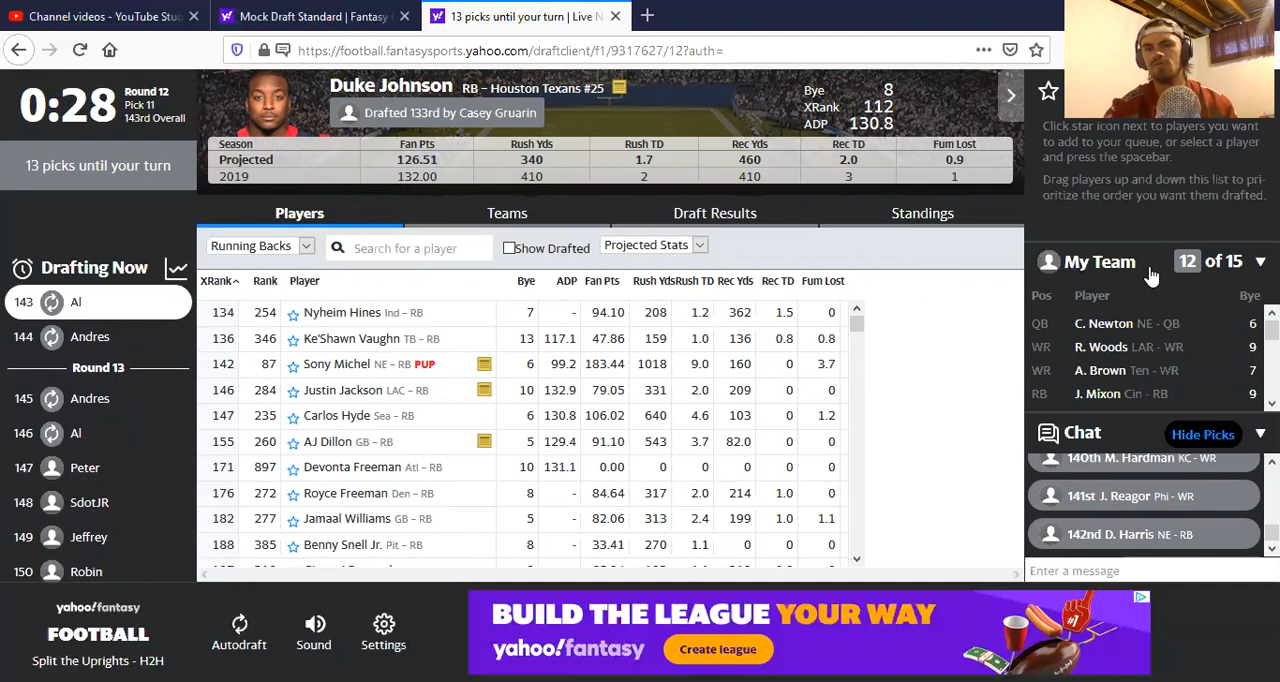 Channel videos - YouTube Stud
Mock Draft Standard | Fantasy
13 picks until your turn | Live N
https://football.fantasysports.yahoo.com/draftclient/f1/9317627/12?auth=
0:28
Round 12
Pick 11
143rd Overall
13 picks until your turn
Duke Johnson RB – Houston Texans #25
Drafted 133rd by Casey Gruarin
Bye 8
XRank 112
ADP 130.8
Season Fan Pts Rush Yds Rush TD Rec Yds Rec TD Fum Lost
Projected 126.51 340 1.7 460 2.0 0.9
2019 132.00 410 2 410 3 1
Click star icon next to players you want to add to your queue, or select a player and press the spacebar.
Drag players up and down this list to prioritize the order you want them drafted.
Players Teams Draft Results Standings
Running Backs
Search for a player
Show Drafted
Projected Stats
Drafting Now
143 Al
144 Andres
Round 13
145 Andres
146 Al
147 Peter
148 SdotJR
149 Jeffrey
150 Robin
XRank Rank Player Bye ADP Fan Pts Rush Yds Rush TD Rec Yds Rec TD Fum Lost
134 254 Nyheim Hines Ind – RB 7 - 94.10 208 1.2 362 1.5 0
136 346 Ke'Shawn Vaughn TB – RB 13 117.1 47.86 159 1.0 136 0.8 0.8
142 87 Sony Michel NE – RB PUP 6 99.2 183.44 1018 9.0 160 0 3.7
146 284 Justin Jackson LAC – RB 10 132.9 79.05 331 2.0 209 0 0
147 235 Carlos Hyde Sea – RB 6 130.8 106.02 640 4.6 103 0 1.2
155 260 AJ Dillon GB – RB 5 129.4 91.10 543 3.7 82.0 0 0
171 897 Devonta Freeman Atl – RB 10 131.1 0.00 0 0 0 0 0
176 272 Royce Freeman Den – RB 8 - 84.64 317 2.0 214 1.0 0
182 277 Jamaal Williams GB – RB 5 - 82.06 313 2.4 199 1.0 1.1
188 385 Benny Snell Jr. Pit – RB 8 - 33.41 270 1.1 0 0 0
My Team 12 of 15
Pos Player Bye
QB C. Newton NE - QB 6
WR R. Woods LAR - WR 9
WR A. Brown Ten - WR 7
RB J. Mixon Cin - RB 9
Chat Hide Picks
140th M. Hardman KC - WR
141st J. Reagor Phi - WR
142nd D. Harris NE - RB
Enter a message
yahoo!fantasy
FOOTBALL
Split the Uprights - H2H
Autodraft
Sound
Settings
BUILD THE LEAGUE YOUR WAY
yahoo!fantasy
Create league
#1